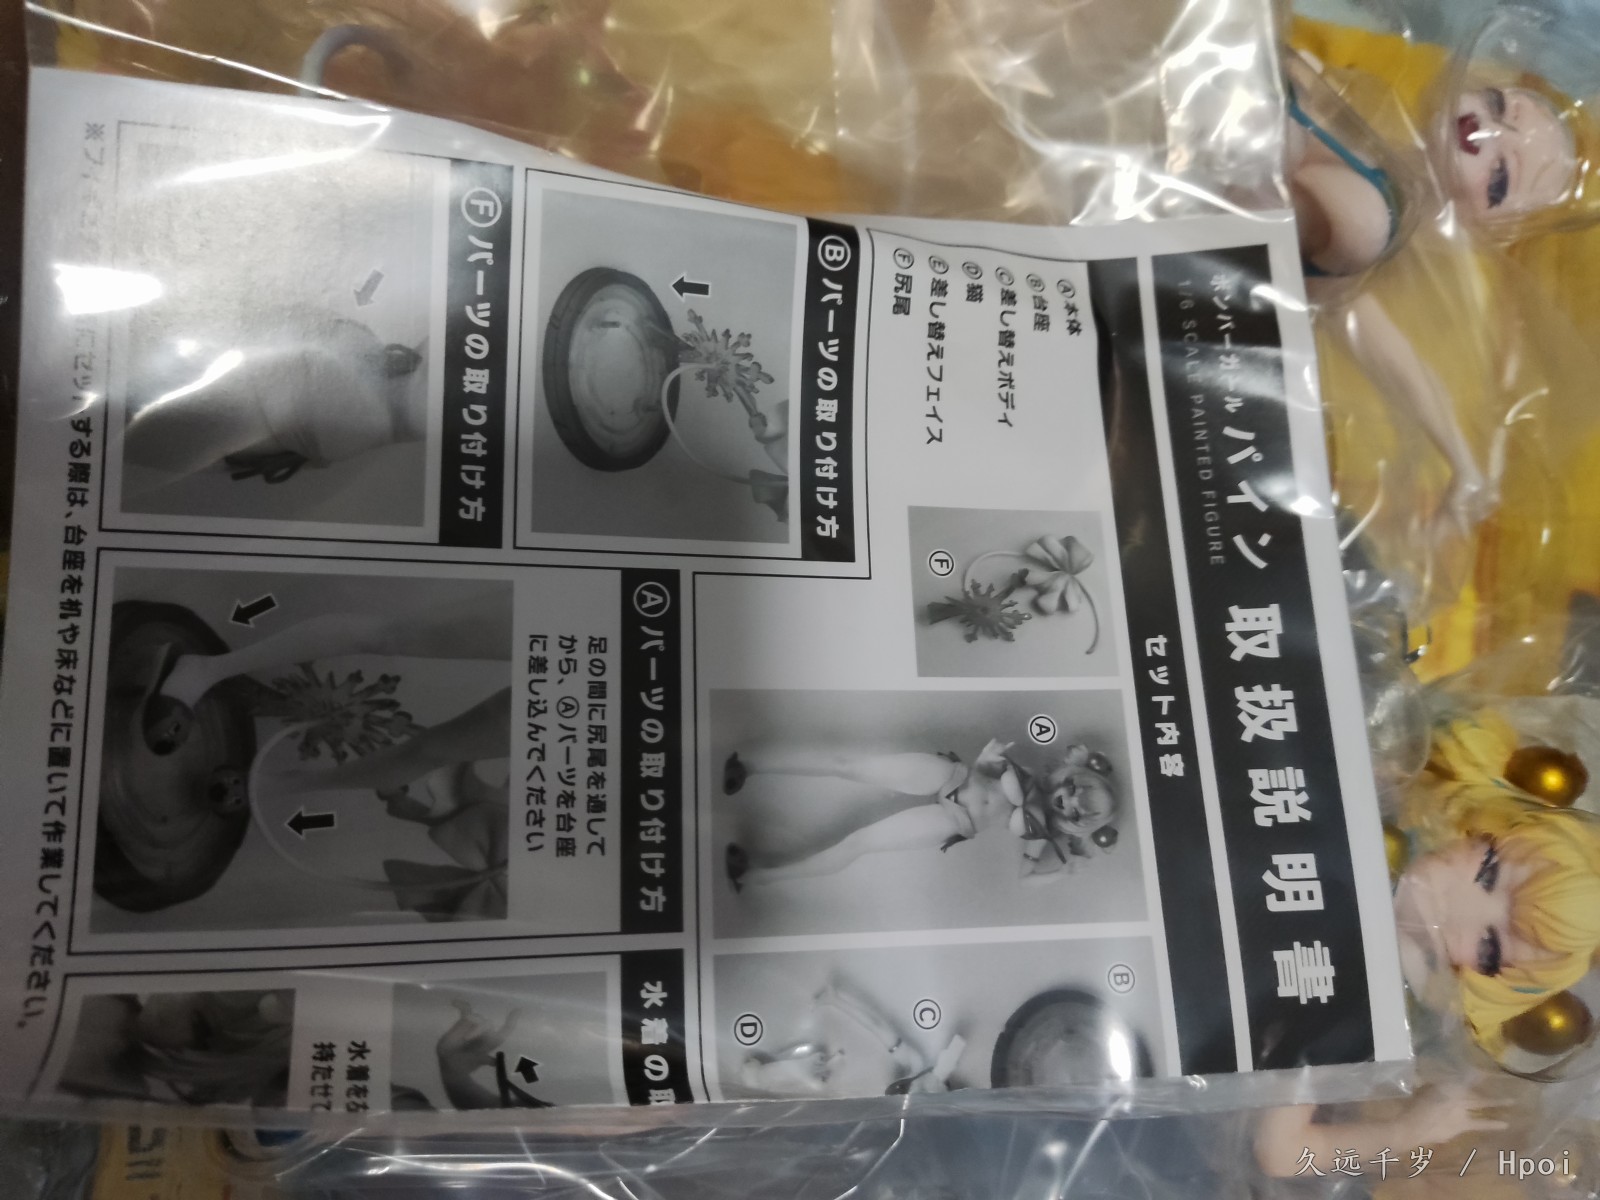 ボンバーガール パイン 取扱説明書
1/6 SCALE PAINTED FIGURE
セット内容
Ⓐ本体
Ⓑ台座
Ⓒ差し替えボディ
Ⓓ猫
Ⓔ差し替えフェイス
Ⓕ尻尾
Ⓕ
Ⓐ
Ⓑ
Ⓒ
Ⓓ
Ⓑパーツの取り付け方
Ⓕパーツの取り付け方
Ⓐパーツの取り付け方
足の間に尻尾を通して
から、Ⓐパーツを台座
に差し込んでください
水着の取
水着を
持たせて
にセットする際は、台座を机や床などに置いて作業してください。
久远千岁 / Hpoi